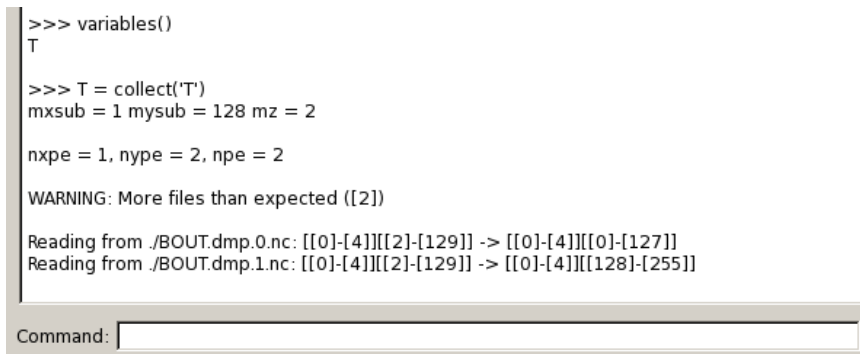 >>> variables()
T
>>> T = collect('T')
mxsub = 1 mysub = 128 mz = 2
nxpe = 1, nype = 2, npe = 2
WARNING: More files than expected ([2])
Reading from ./BOUT.dmp.0.nc: [[0]-[4]][[2]-[129]] -> [[0]-[4]][[0]-[127]]
Reading from ./BOUT.dmp.1.nc: [[0]-[4]][[2]-[129]] -> [[0]-[4]][[128]-[255]]
Command: